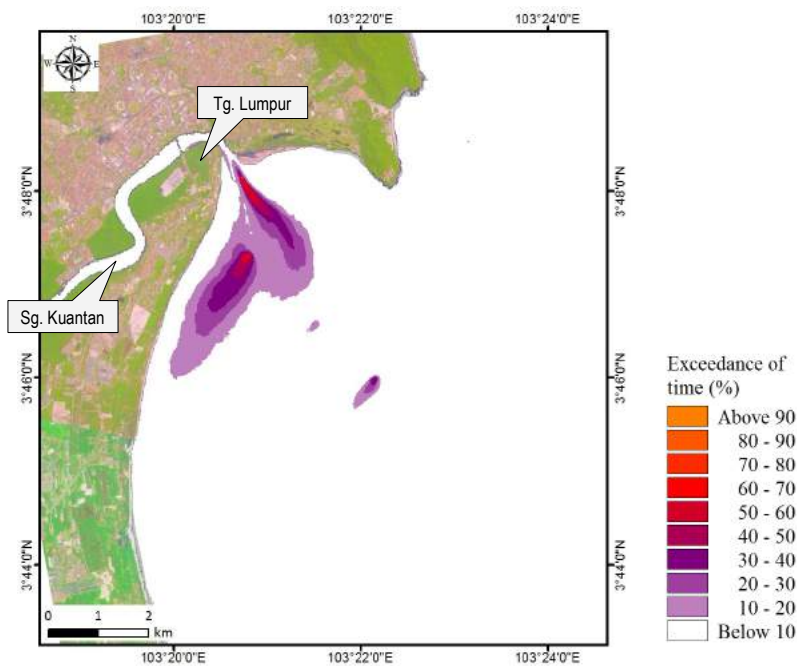 103°20'0"E 103°22'0"E 103°24'0"E
N
W E
S
Tg. Lumpur
3°48'0"N 3°48'0"N
Sg. Kuantan
3°46'0"N 3°46'0"N
Exceedance of
time (%)
Above 90
80 - 90
70 - 80
60 - 70
50 - 60
40 - 50
30 - 40
20 - 30
10 - 20
Below 10
3°44'0"N 3°44'0"N
0 1 2
km
103°20'0"E 103°22'0"E 103°24'0"E